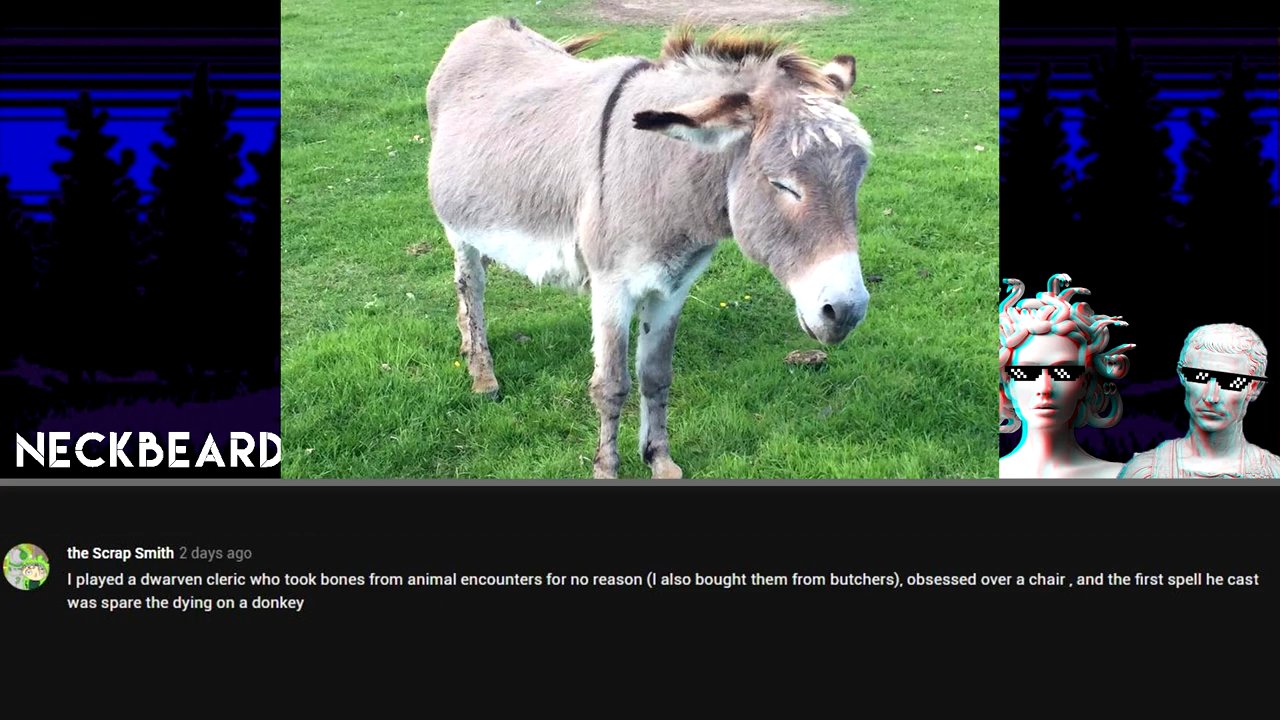 NECKBEARD
the Scrap Smith 2 days ago
I played a dwarven cleric who took bones from animal encounters for no reason (I also bought them from butchers), obsessed over a chair , and the first spell he cast
was spare the dying on a donkey